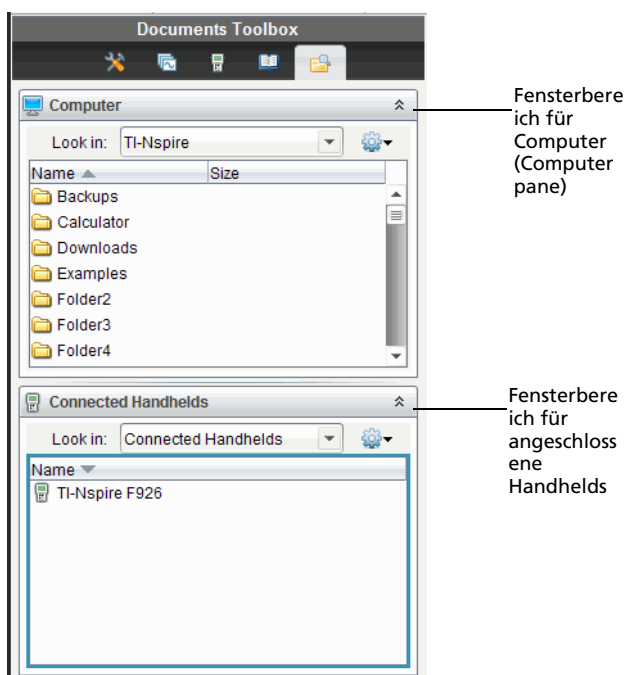 Documents Toolbox
Computer
Look in: TI-Nspire
Name Size
Backups
Calculator
Downloads
Examples
Folder2
Folder3
Folder4
Connected Handhelds
Look in: Connected Handhelds
Name
TI-Nspire F926
Fensterbere
ich für
Computer
(Computer
pane)
Fensterbere
ich für
angeschloss
ene
Handhelds